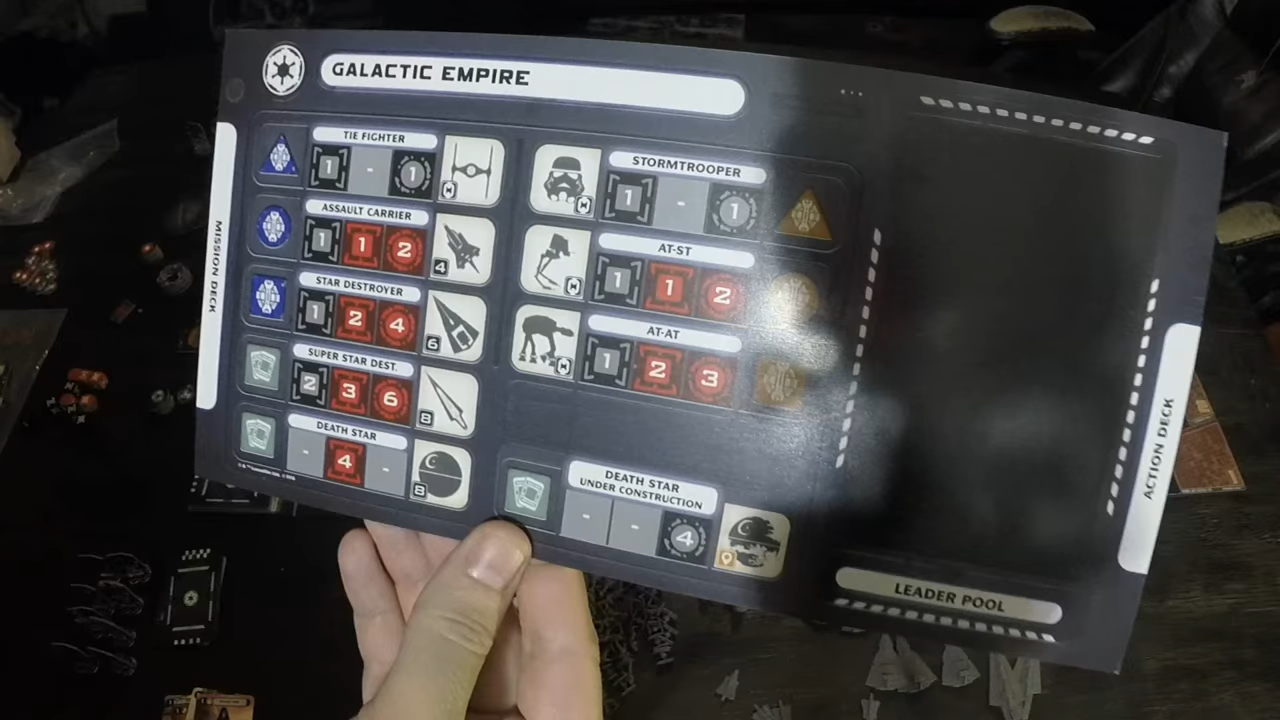 GALACTIC EMPIRE
MISSION DECK
TIE FIGHTER
1 - 1
ASSAULT CARRIER
1 1 2
4
STAR DESTROYER
1 2 4
6
SUPER STAR DEST.
2 3 6
8
DEATH STAR
- 4 -
8
STORMTROOPER
1 - 1
AT-ST
1 1 2
AT-AT
1 2 3
DEATH STAR
UNDER CONSTRUCTION
- - 4
LEADER POOL
ACTION DECK